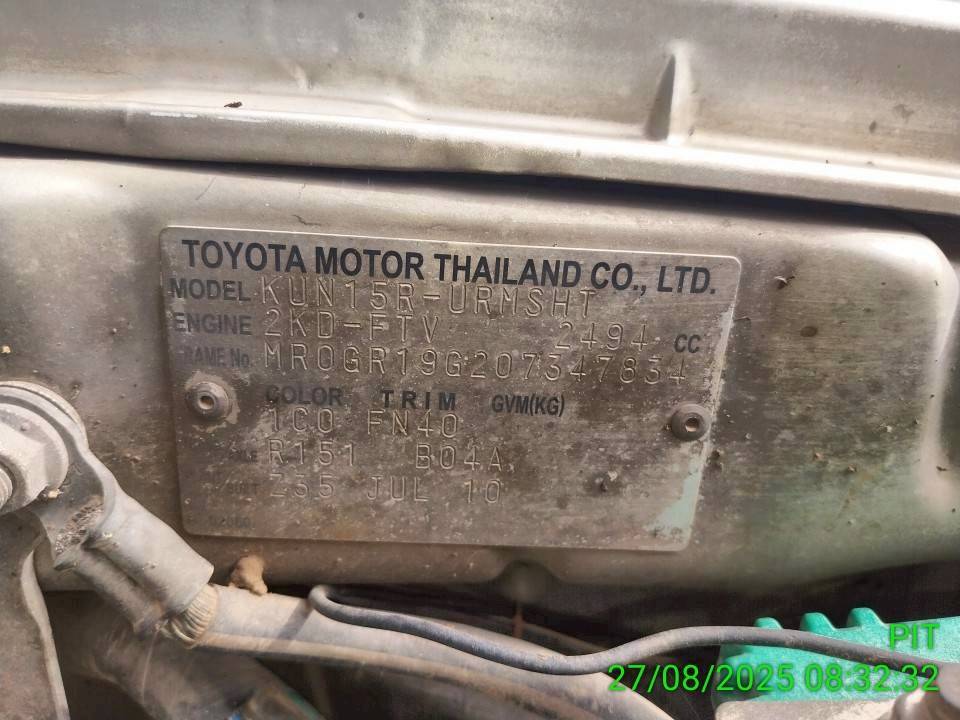 TOYOTA MOTOR THAILAND CO., LTD.
MODEL KUN15R-URMSHT
ENGINE 2KD-FTV 2494 CC
RAME No. MR0GR19G207347834
COLOR TRIM GVM(KG)
1C0 FN40
R151 B04A
Z35 JUL 10
PIT
27/08/2025 08:32:32